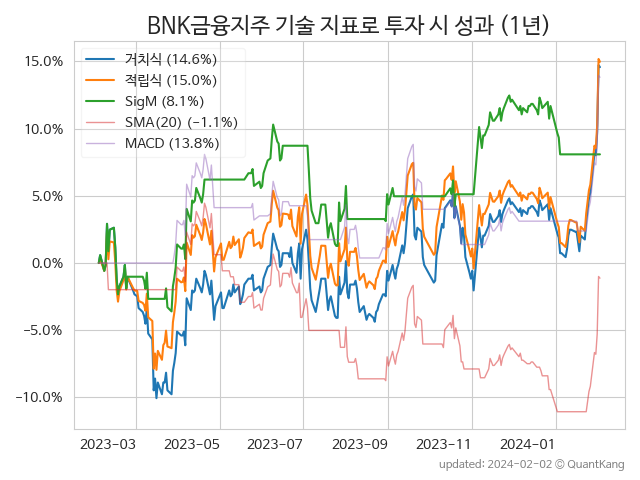 BNK금융지주 기술 지표로 투자 시 성과 (1년)
거치식 (14.6%)
적립식 (15.0%)
SigM (8.1%)
SMA(20) (−1.1%)
MACD (13.8%)
15.0%
10.0%
5.0%
0.0%
−5.0%
−10.0%
2023-03
2023-05
2023-07
2023-09
2023-11
2024-01
updated: 2024-02-02 © QuantKang